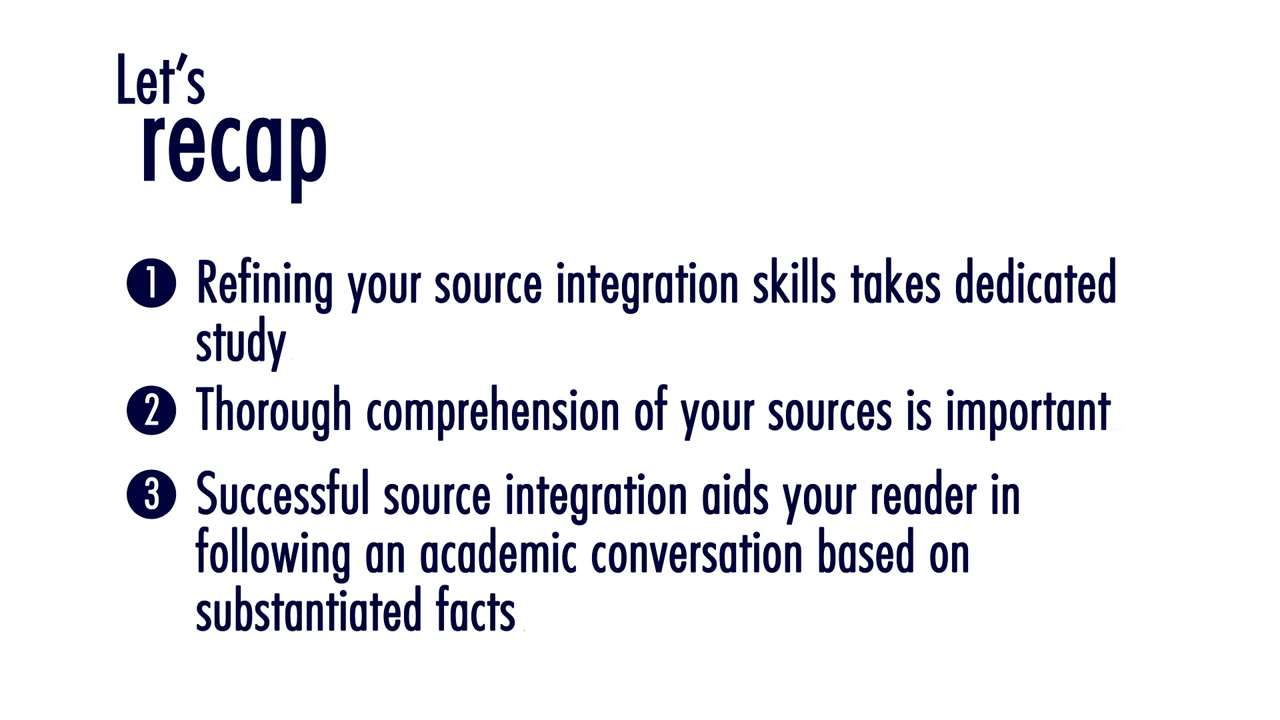 Let’s
recap
1 Refining your source integration skills takes dedicated
study
2 Thorough comprehension of your sources is important
3 Successful source integration aids your reader in
following an academic conversation based on
substantiated facts